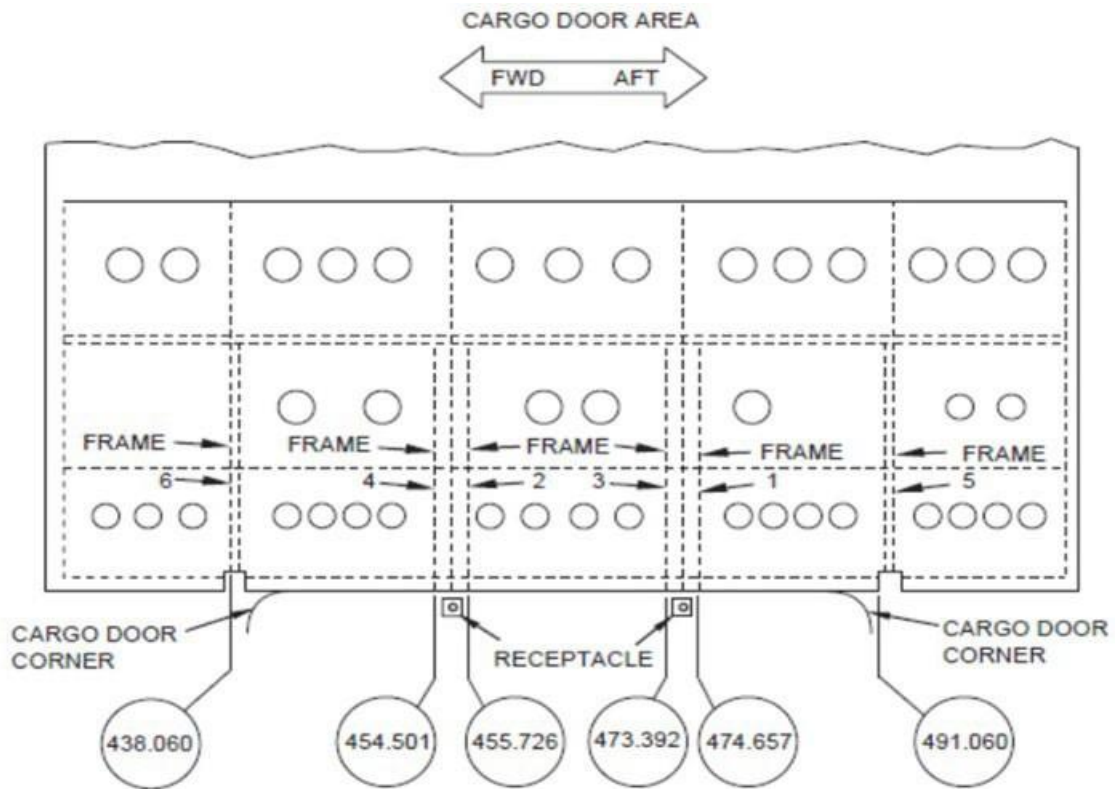 CARGO DOOR AREA
FWD AFT
FRAME FRAME FRAME FRAME FRAME
6 4 2 3 1 5
CARGO DOOR
CORNER
RECEPTACLE
CARGO DOOR
CORNER
438.060 454.501 455.726 473.392 474.657 491.060